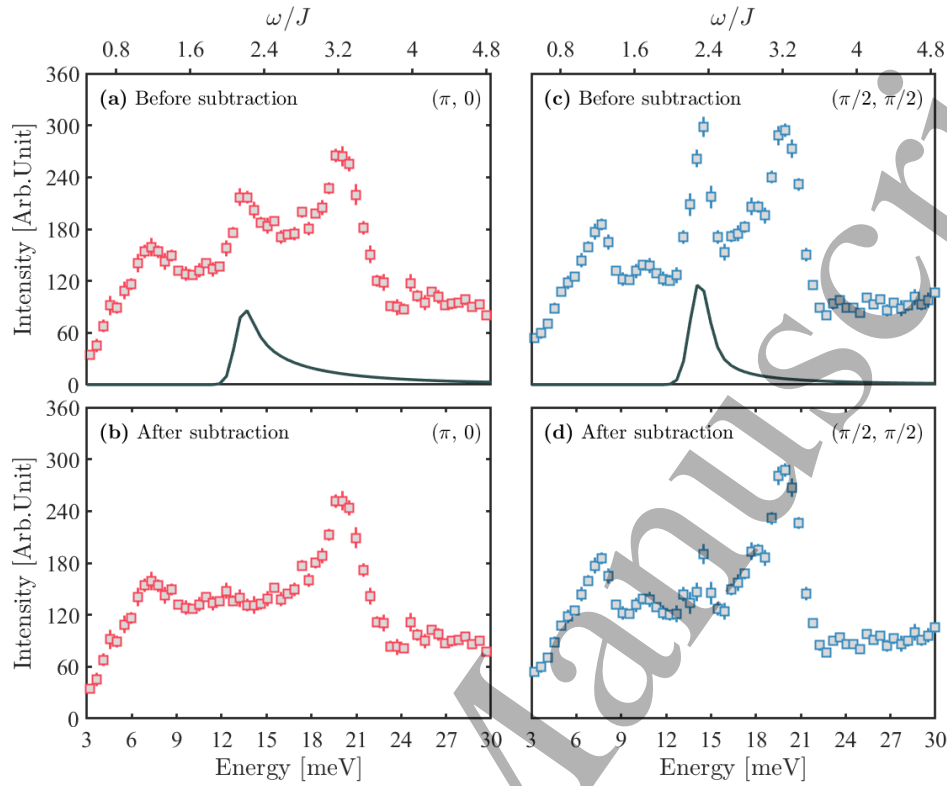 ω/J ω/J
0.8 1.6 2.4 3.2 4 4.8 0.8 1.6 2.4 3.2 4 4.8
360
(a) Before subtraction (π, 0) (c) Before subtraction (π/2, π/2)
300
240
180
120
60
0
Intensity [Arb.Unit]
360
(b) After subtraction (π, 0) (d) After subtraction (π/2, π/2)
300
240
180
120
60
0
Intensity [Arb.Unit]
3 6 9 12 15 18 21 24 27 30 3 6 9 12 15 18 21 24 27 30
Energy [meV] Energy [meV]
Manuscri